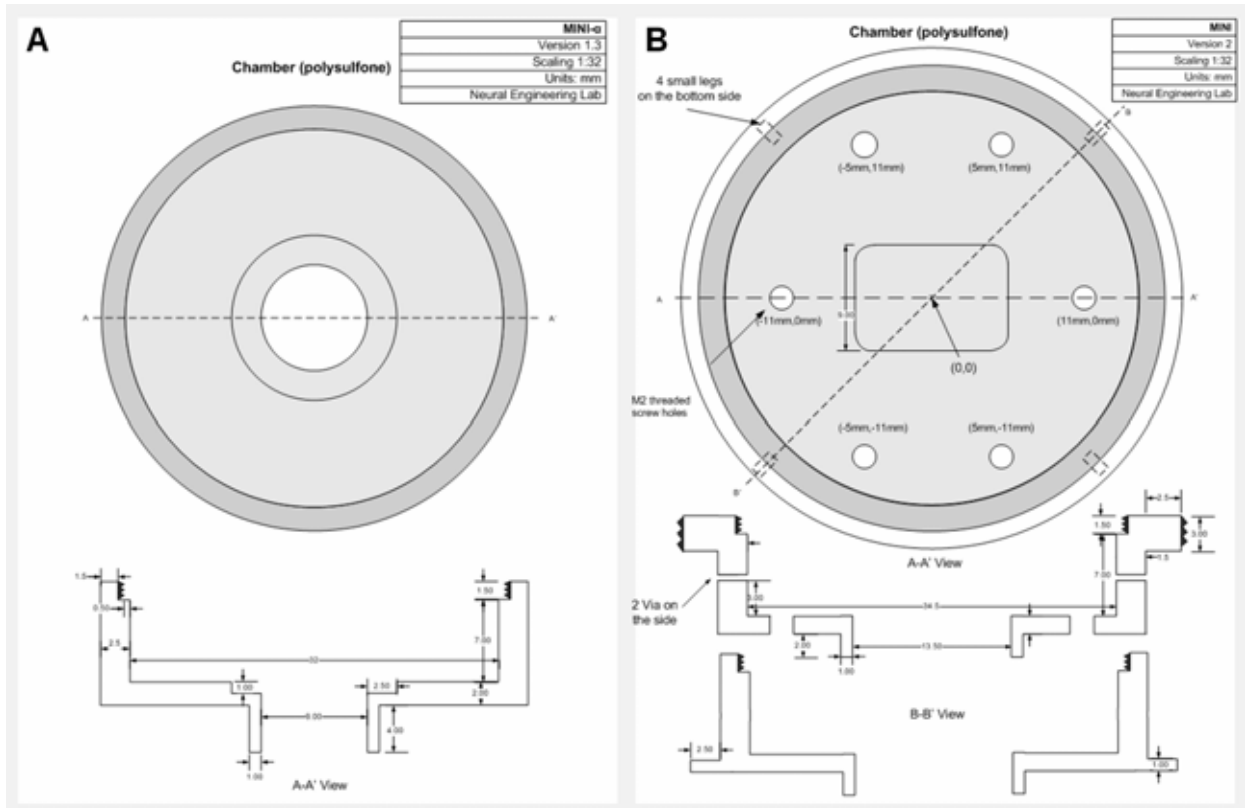 A
MINI-α
Version 1.3
Scaling 1:32
Units: mm
Neural Engineering Lab
Chamber (polysulfone)
A
A'
1.5
1.50
0.50
7.00
2.5
32
1.00
2.50
2.00
9.00
4.00
1.00
A-A' View
B
Chamber (polysulfone)
MINI
Version 2
Scaling 1:32
Units: mm
Neural Engineering Lab
4 small legs
on the bottom side
B
(-5mm,11mm)
(5mm,11mm)
A
A'
9.00
(-11mm,0mm)
(11mm,0mm)
(0,0)
M2 threaded
screw holes
(-5mm,-11mm)
(5mm,-11mm)
B'
2.5
1.50
3.00
A-A' View
1.5
7.00
2 Via on
the side
34.5
2.00
13.50
1.00
B-B' View
2.50
1.00